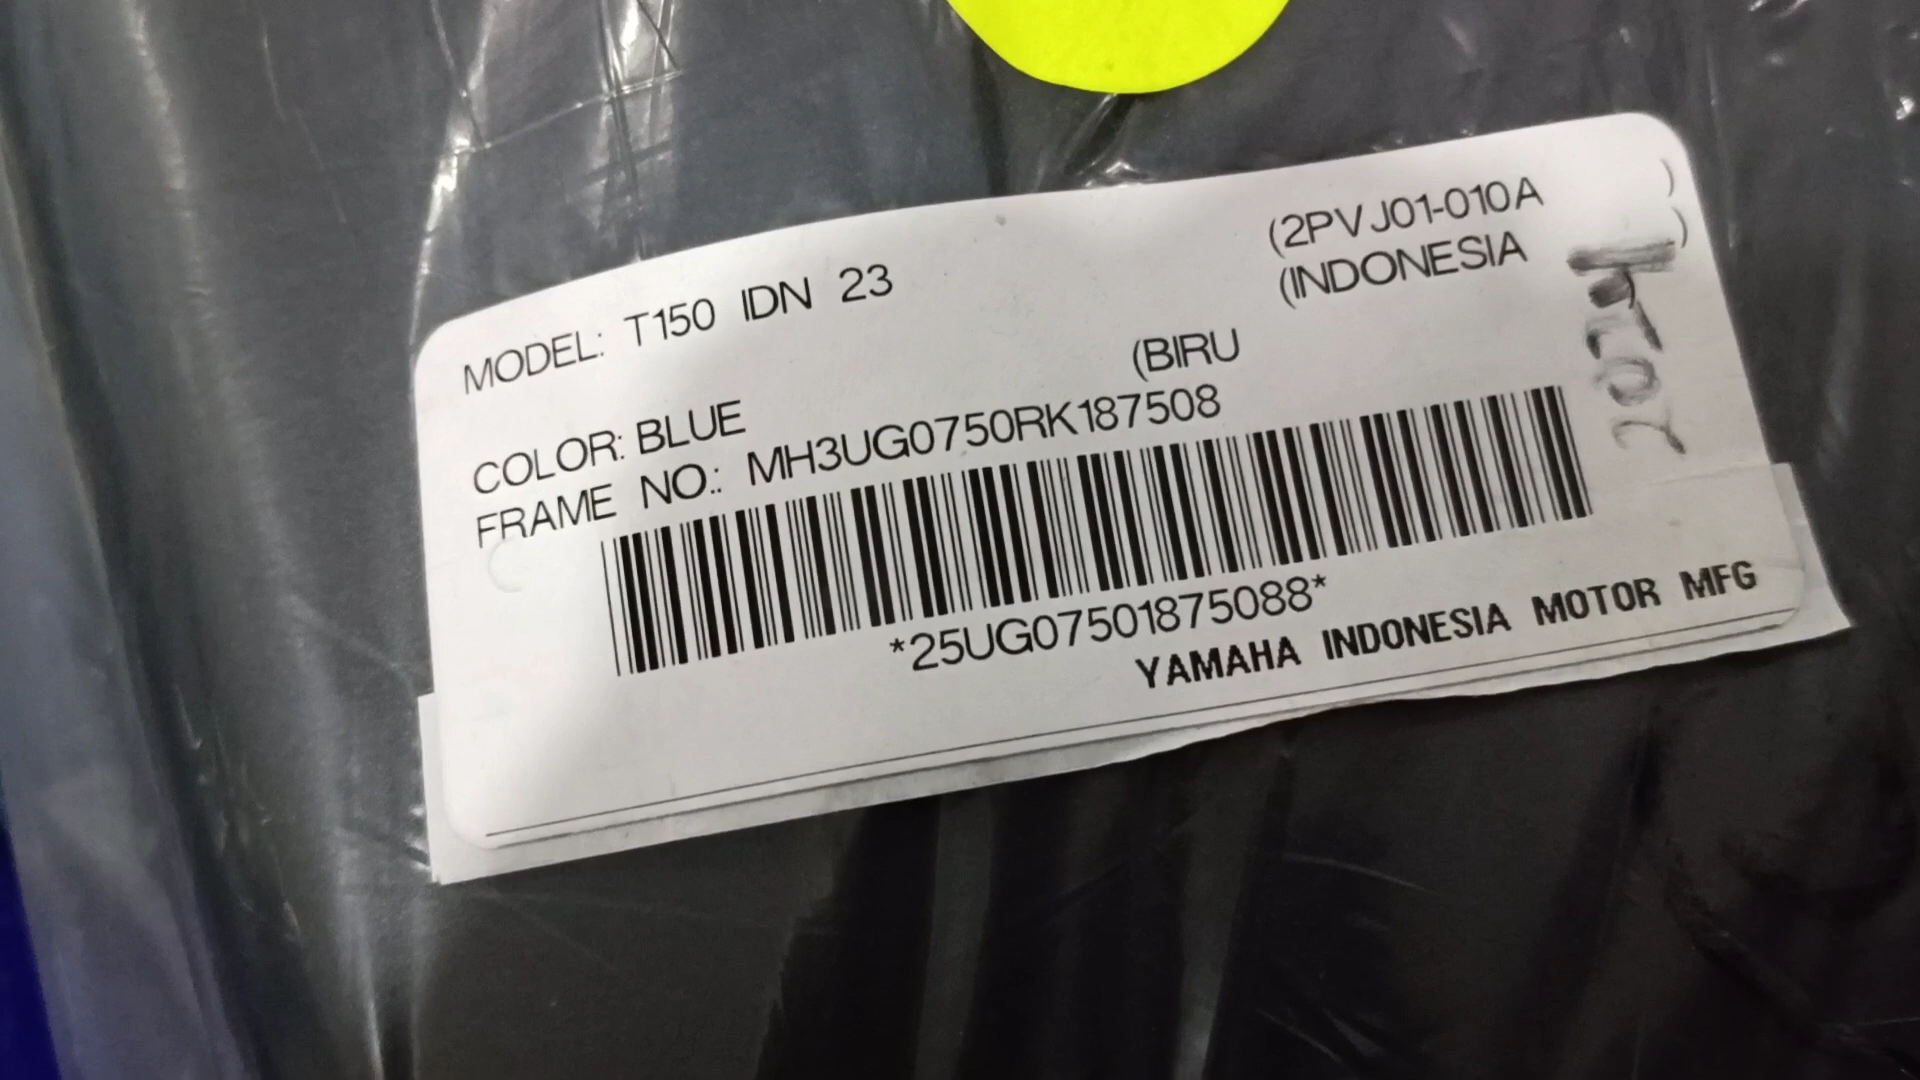 MODEL: T150 IDN 23 (2PVJ01-010A )
(INDONESIA )
(BIRU
COLOR: BLUE
FRAME NO.: MH3UG0750RK187508
*25UG07501875088*
YAMAHA INDONESIA MOTOR MFG